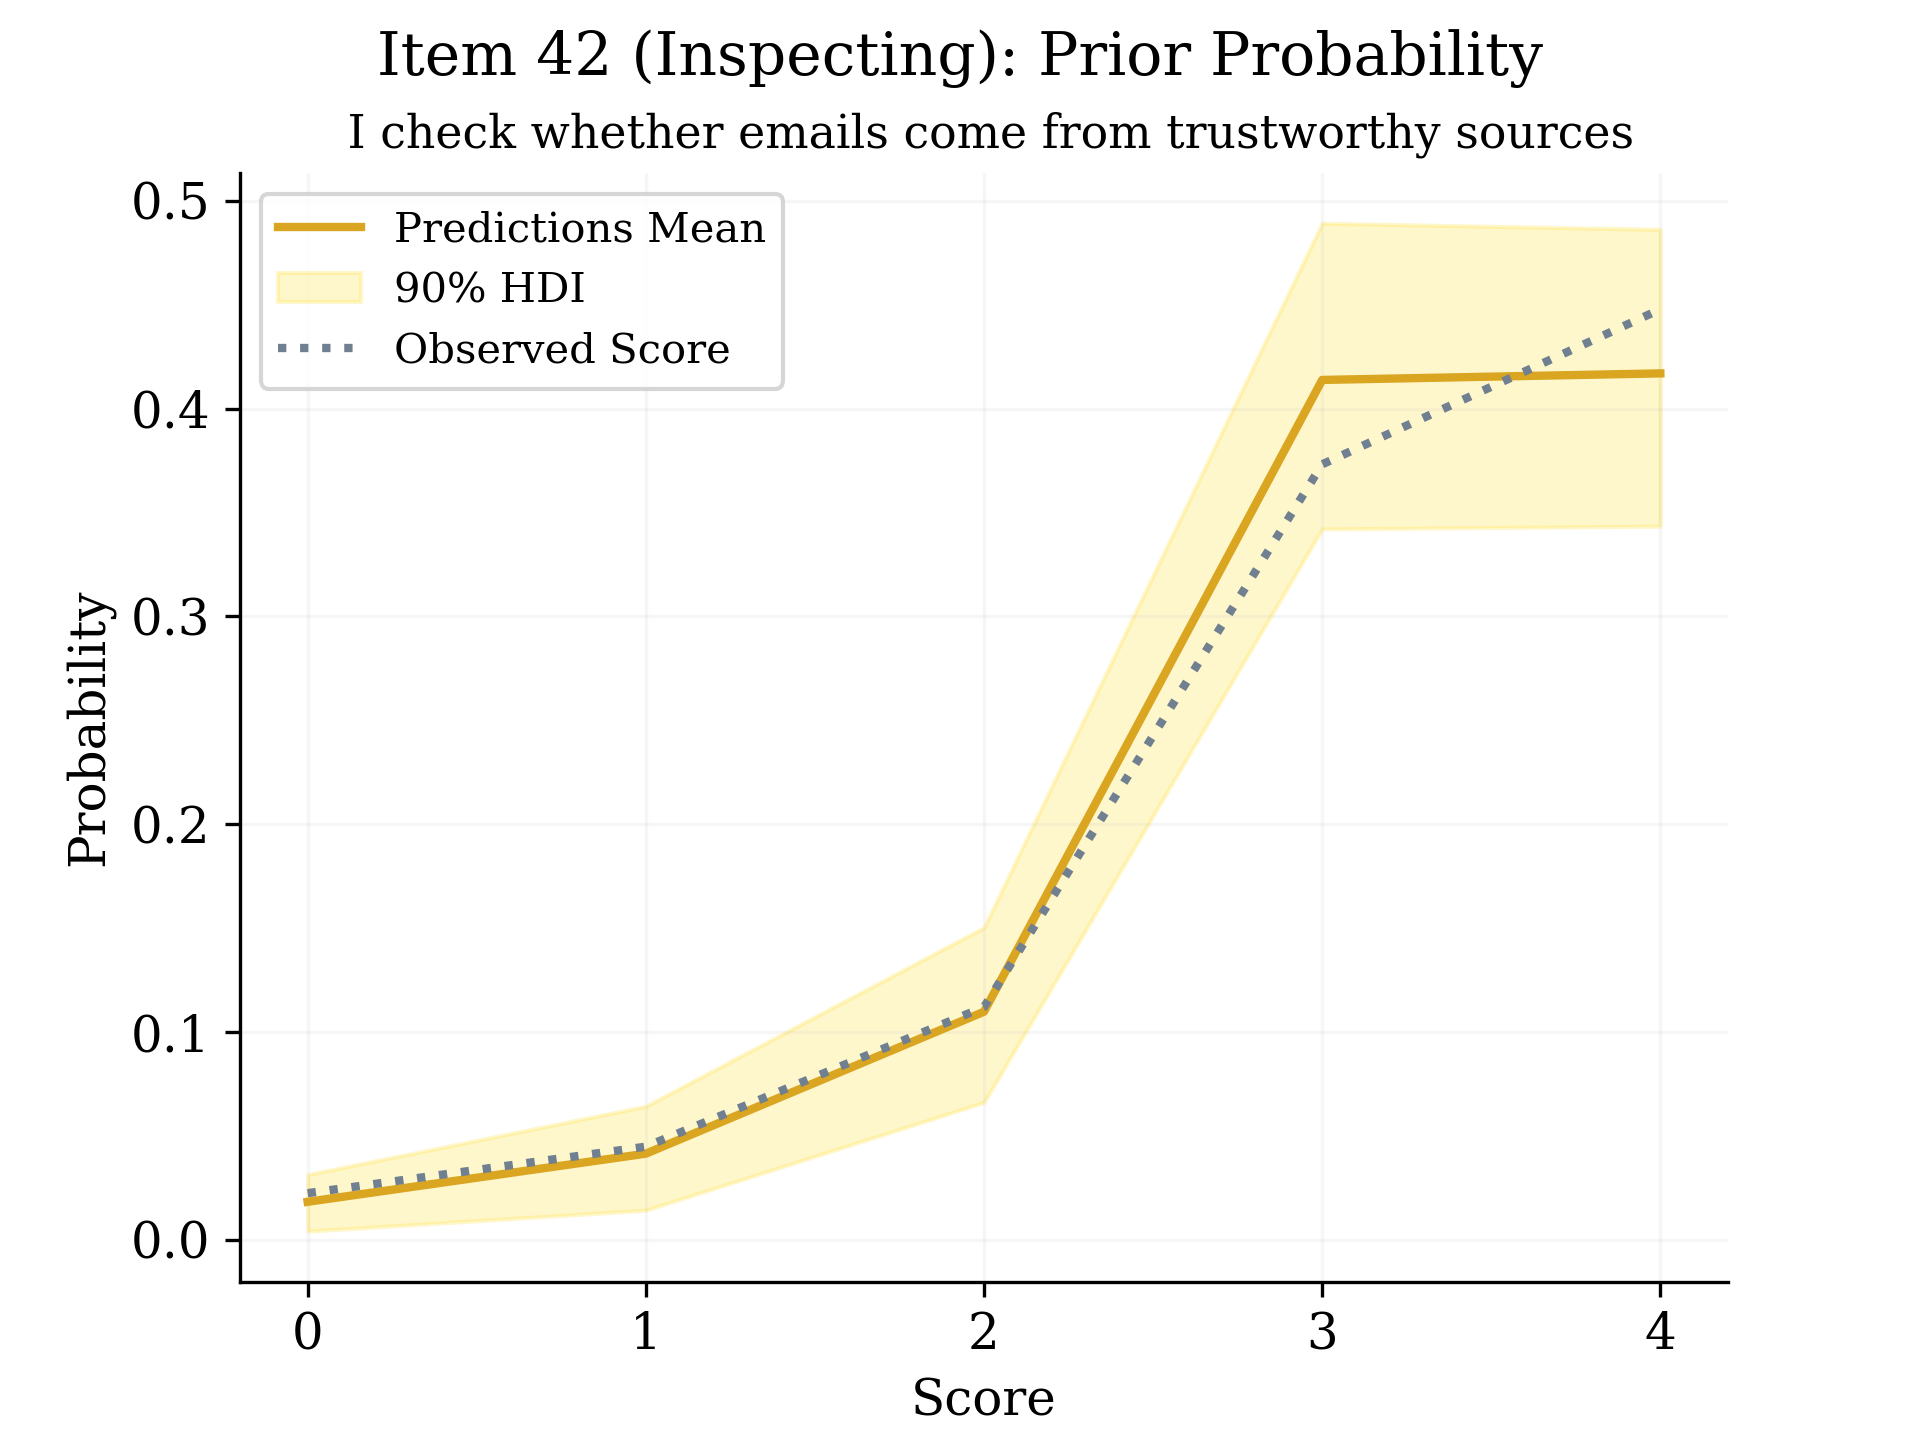 Item 42 (Inspecting): Prior Probability
I check whether emails come from trustworthy sources
Predictions Mean
90% HDI
Observed Score
Probability
0.5
0.4
0.3
0.2
0.1
0.0
0 1 2 3 4
Score